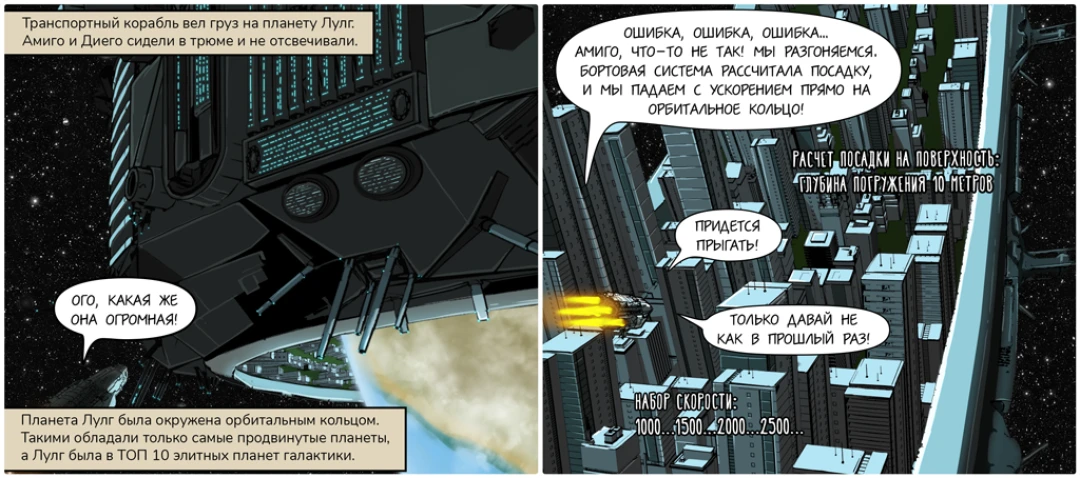 Транспортный корабль вел груз на планету Лулг.
Амиго и Диего сидели в трюме и не отсвечивали.
ОГО, КАКАЯ ЖЕ
ОНА ОГРОМНАЯ!
Планета Лулг была окружена орбитальным кольцом.
Такими обладали только самые продвинутые планеты,
а Лулг была в ТОП 10 элитных планет галактики.
ОШИБКА, ОШИБКА, ОШИБКА...
АМИГО, ЧТО-ТО НЕ ТАК! МЫ РАЗГОНЯЕМСЯ.
БОРТОВАЯ СИСТЕМА РАССЧИТАЛА ПОСАДКУ,
И МЫ ПАДАЕМ С УСКОРЕНИЕМ ПРЯМО НА
ОРБИТАЛЬНОЕ КОЛЬЦО!
РАСЧЕТ ПОСАДКИ НА ПОВЕРХНОСТЬ:
ГЛУБИНА ПОГРУЖЕНИЯ 10 МЕТРОВ
ПРИДЕТСЯ
ПРЫГАТЬ!
ТОЛЬКО ДАВАЙ НЕ
КАК В ПРОШЛЫЙ РАЗ!
НАБОР СКОРОСТИ:
1000...1500...2000...2500...